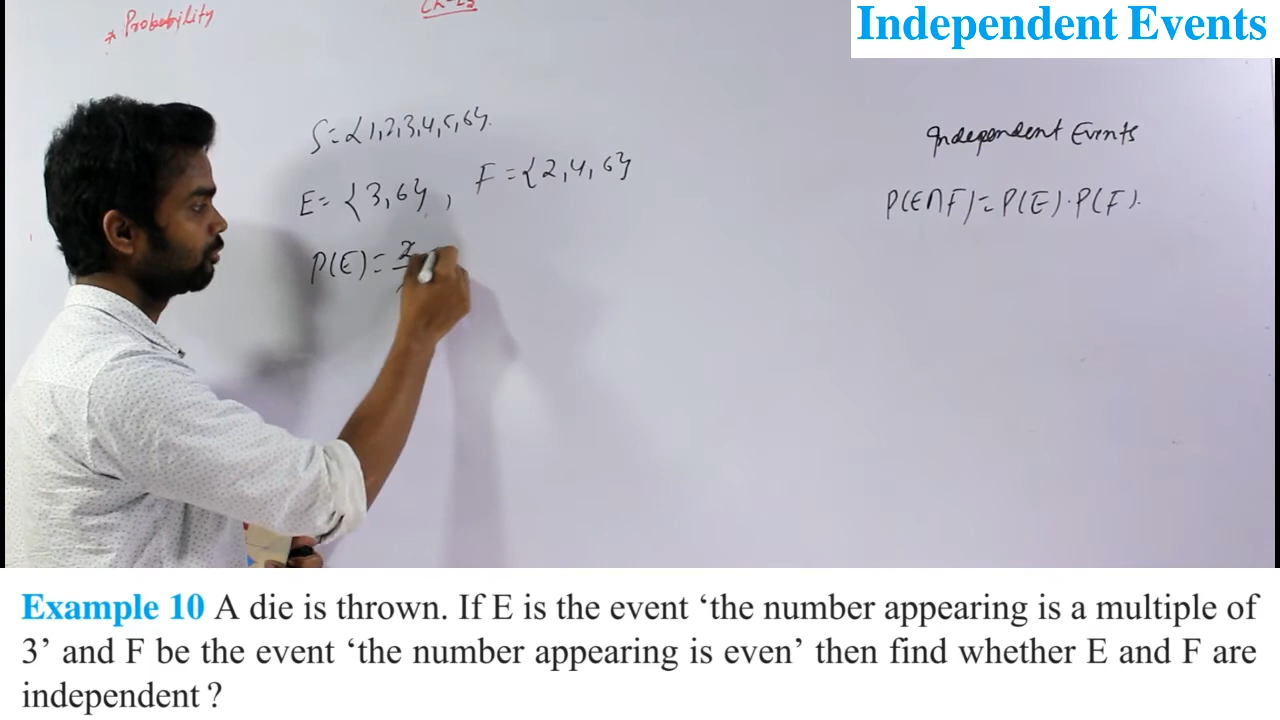 * Probability
Independent Events
S = {1,2,3,4,5,6}.
E = {3,6}, F = {2,4,6}
P(E) = 2
Independent Events
P(E∩F) = P(E)·P(F).
Example 10 A die is thrown. If E is the event ‘the number appearing is a multiple of
3’ and F be the event ‘the number appearing is even’ then find whether E and F are
independent ?